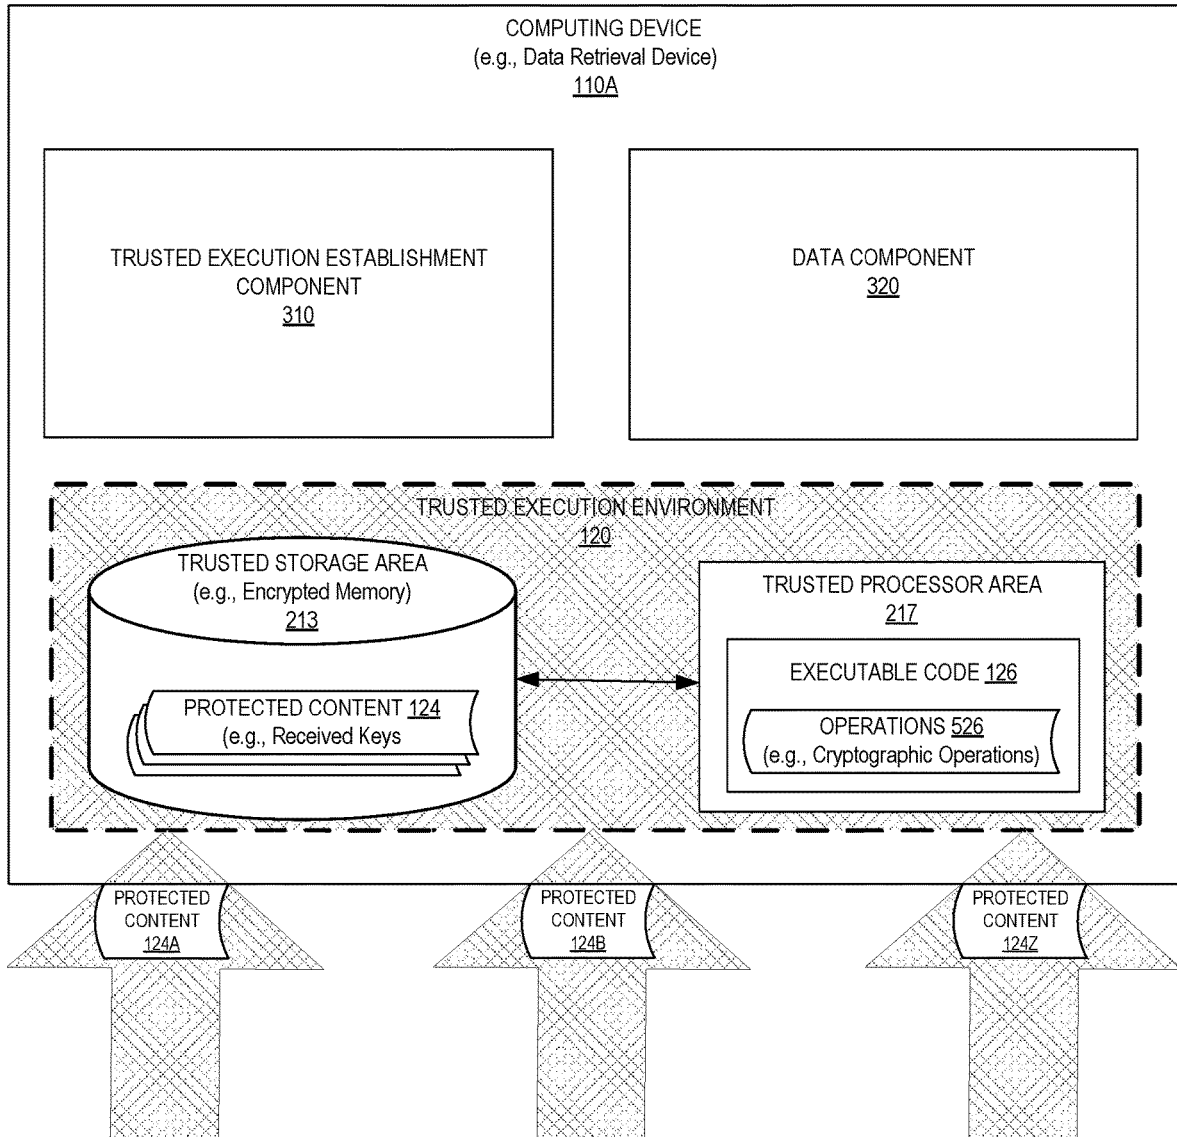 COMPUTING DEVICE
(e.g., Data Retrieval Device)
110A
TRUSTED EXECUTION ESTABLISHMENT
COMPONENT
310
DATA COMPONENT
320
TRUSTED EXECUTION ENVIRONMENT
120
TRUSTED STORAGE AREA
(e.g., Encrypted Memory)
213
PROTECTED CONTENT 124
(e.g., Received Keys
TRUSTED PROCESSOR AREA
217
EXECUTABLE CODE 126
OPERATIONS 526
(e.g., Cryptographic Operations)
PROTECTED
CONTENT
124A
PROTECTED
CONTENT
124B
PROTECTED
CONTENT
124Z